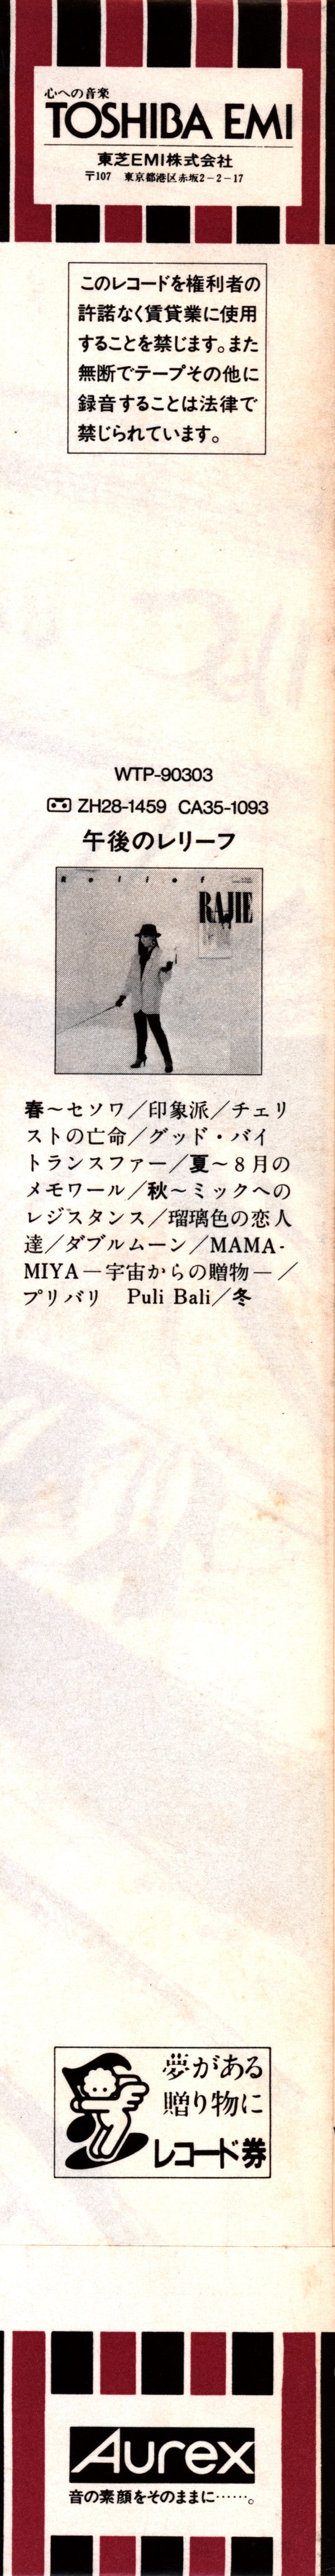 心への音楽
TOSHIBA EMI
東芝EMI株式会社
〒107 東京都港区赤坂2-2-17
このレコードを権利者の
許諾なく賃貸業に使用
することを禁じます。また
無断でテープその他に
録音することは法律で
禁じられています。
WTP-90303
ZH28-1459 CA35-1093
午後のレリーフ
Relief
RAJIE
春〜セソワ／印象派／チェリ
ストの亡命／グッド・バイ
トランスファー／夏〜8月の
メモワール／秋〜ミックへの
レジスタンス／瑠璃色の恋人
達／ダブルムーン／MAMA-
MIYA―宇宙からの贈物―／
プリバリ Puli Bali／冬
夢がある
贈り物に
レコード券
Aurex
音の素顔をそのままに……。